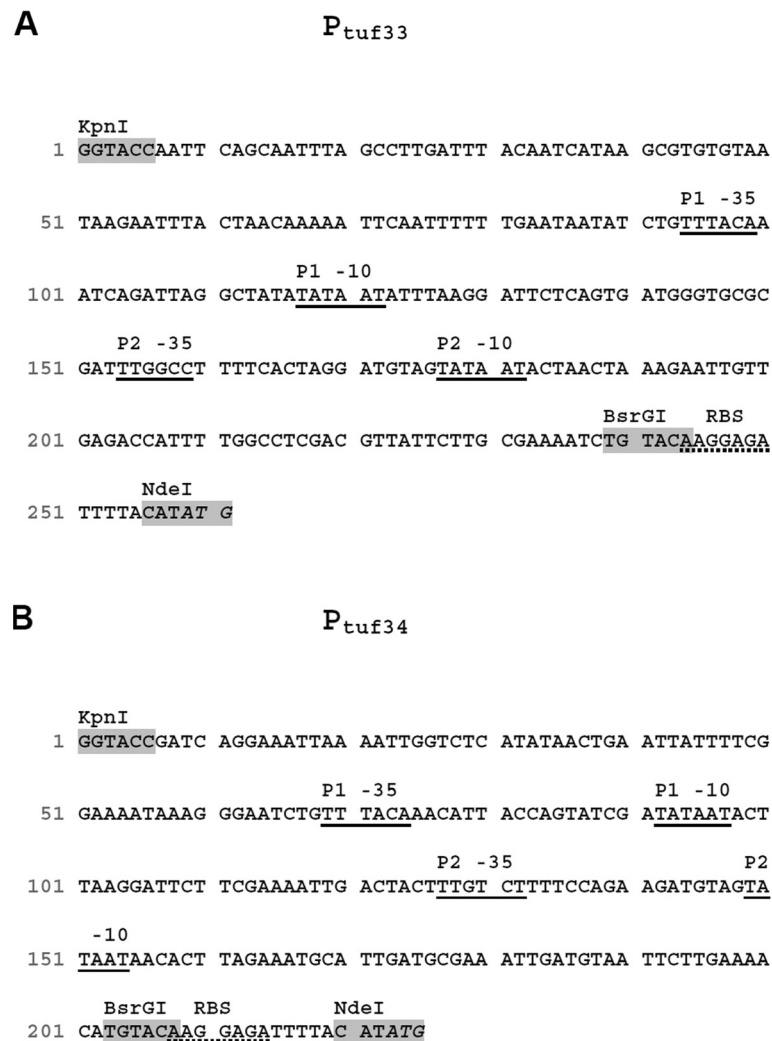 A
Ptuf33
KpnI
1 GGTACCAATT CAGCAATTTA GCCTTGATTT ACAATCATAA GCGTGTGTAA
P1 -35
51 TAAGAATTTA CTAACAAAAA TTCAATTTTT TGAATAATAT CTGTTTACAA
P1 -10
101 ATCAGATTAG GCTATATATA ATATTTAAGG ATTCTCAGTG ATGGGTGCGC
P2 -35 P2 -10
151 GATTTGGCCT TTTCACTAGG ATGTAGTATA ATACTAACTA AAGAATTGTT
BsrGI RBS
201 GAGACCATTT TGGCCTCGAC GTTATTCTTG CGAAAATCTG TACAAGGAGA
NdeI
251 TTTTACATAT G
B
Ptuf34
KpnI
1 GGTACCGATC AGGAAATTAA AATTGGTCTC ATATAACTGA ATTATTTTCG
P1 -35 P1 -10
51 GAAAATAAAG GGAATCTGTT TACAAACATT ACCAGTATCG ATATAATACT
P2 -35 P2
101 TAAGGATTCT TCGAAAATTG ACTACTTTGT CTTTTCCAGA AGATGTAGTA
-10
151 TAATAACACT TAGAAATGCA TTGATGCGAA ATTGATGTAA TTCTTGAAAA
BsrGI RBS NdeI
201 CATGTACAAG GAGATTTTAC ATATG